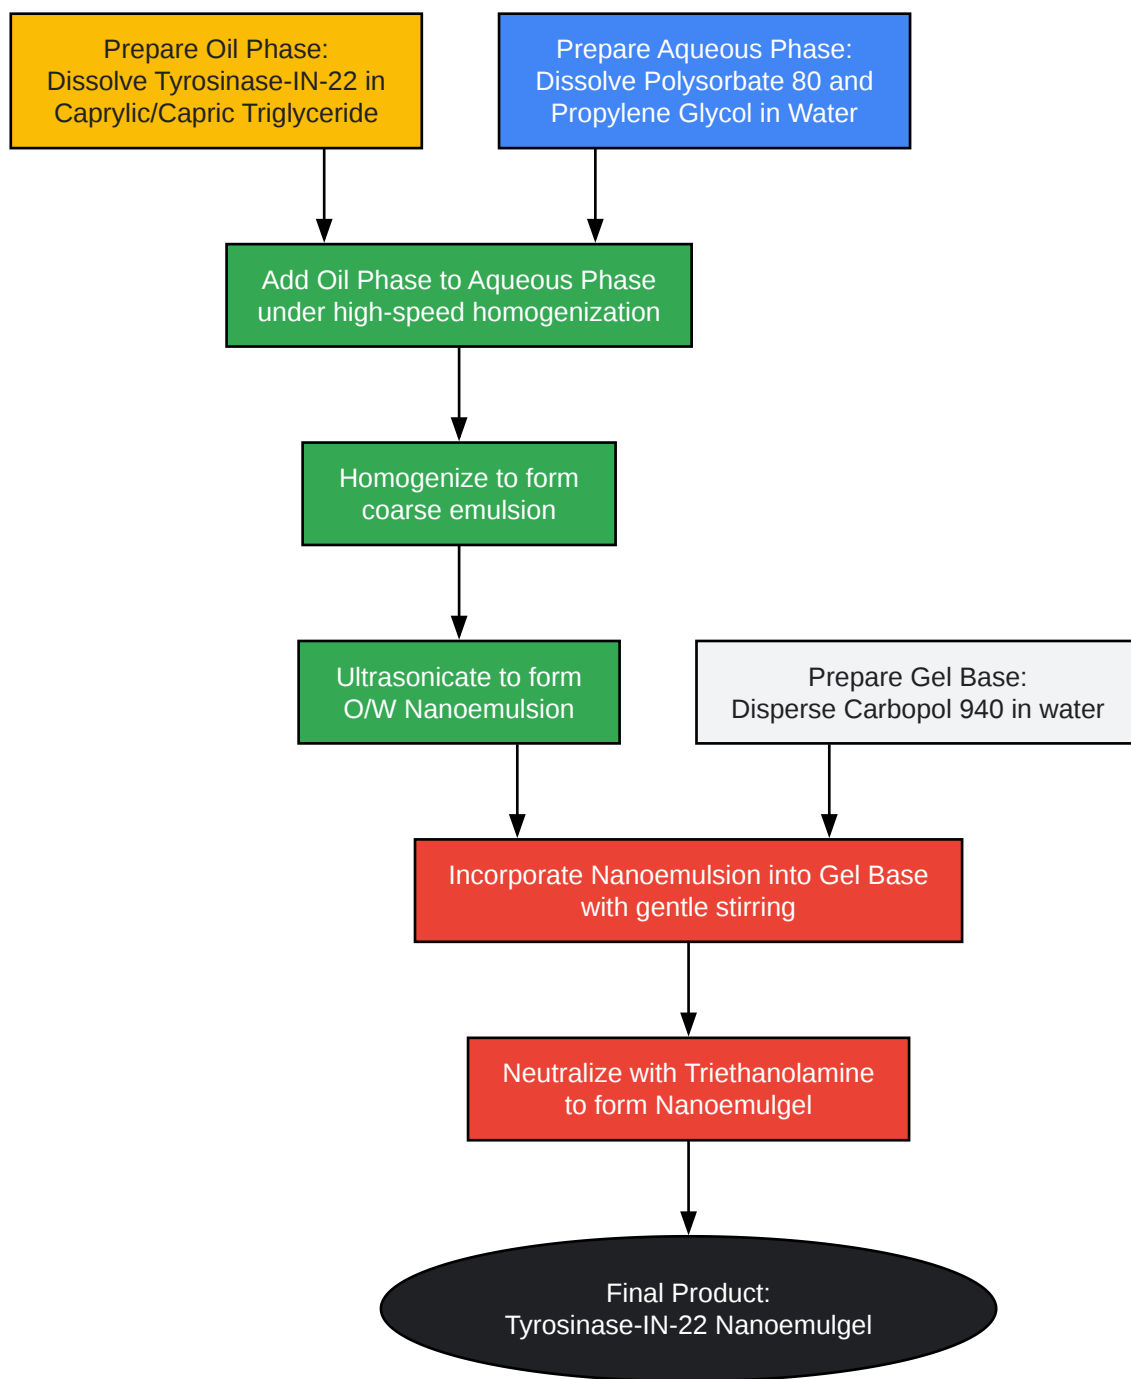 Prepare Oil Phase:
Dissolve Tyrosinase-IN-22 in
Caprylic/Capric Triglyceride
Prepare Aqueous Phase:
Dissolve Polysorbate 80 and
Propylene Glycol in Water
Add Oil Phase to Aqueous Phase
under high-speed homogenization
Homogenize to form
coarse emulsion
Ultrasonicate to form
O/W Nanoemulsion
Prepare Gel Base:
Disperse Carbopol 940 in water
Incorporate Nanoemulsion into Gel Base
with gentle stirring
Neutralize with Triethanolamine
to form Nanoemulgel
Final Product:
Tyrosinase-IN-22 Nanoemulgel